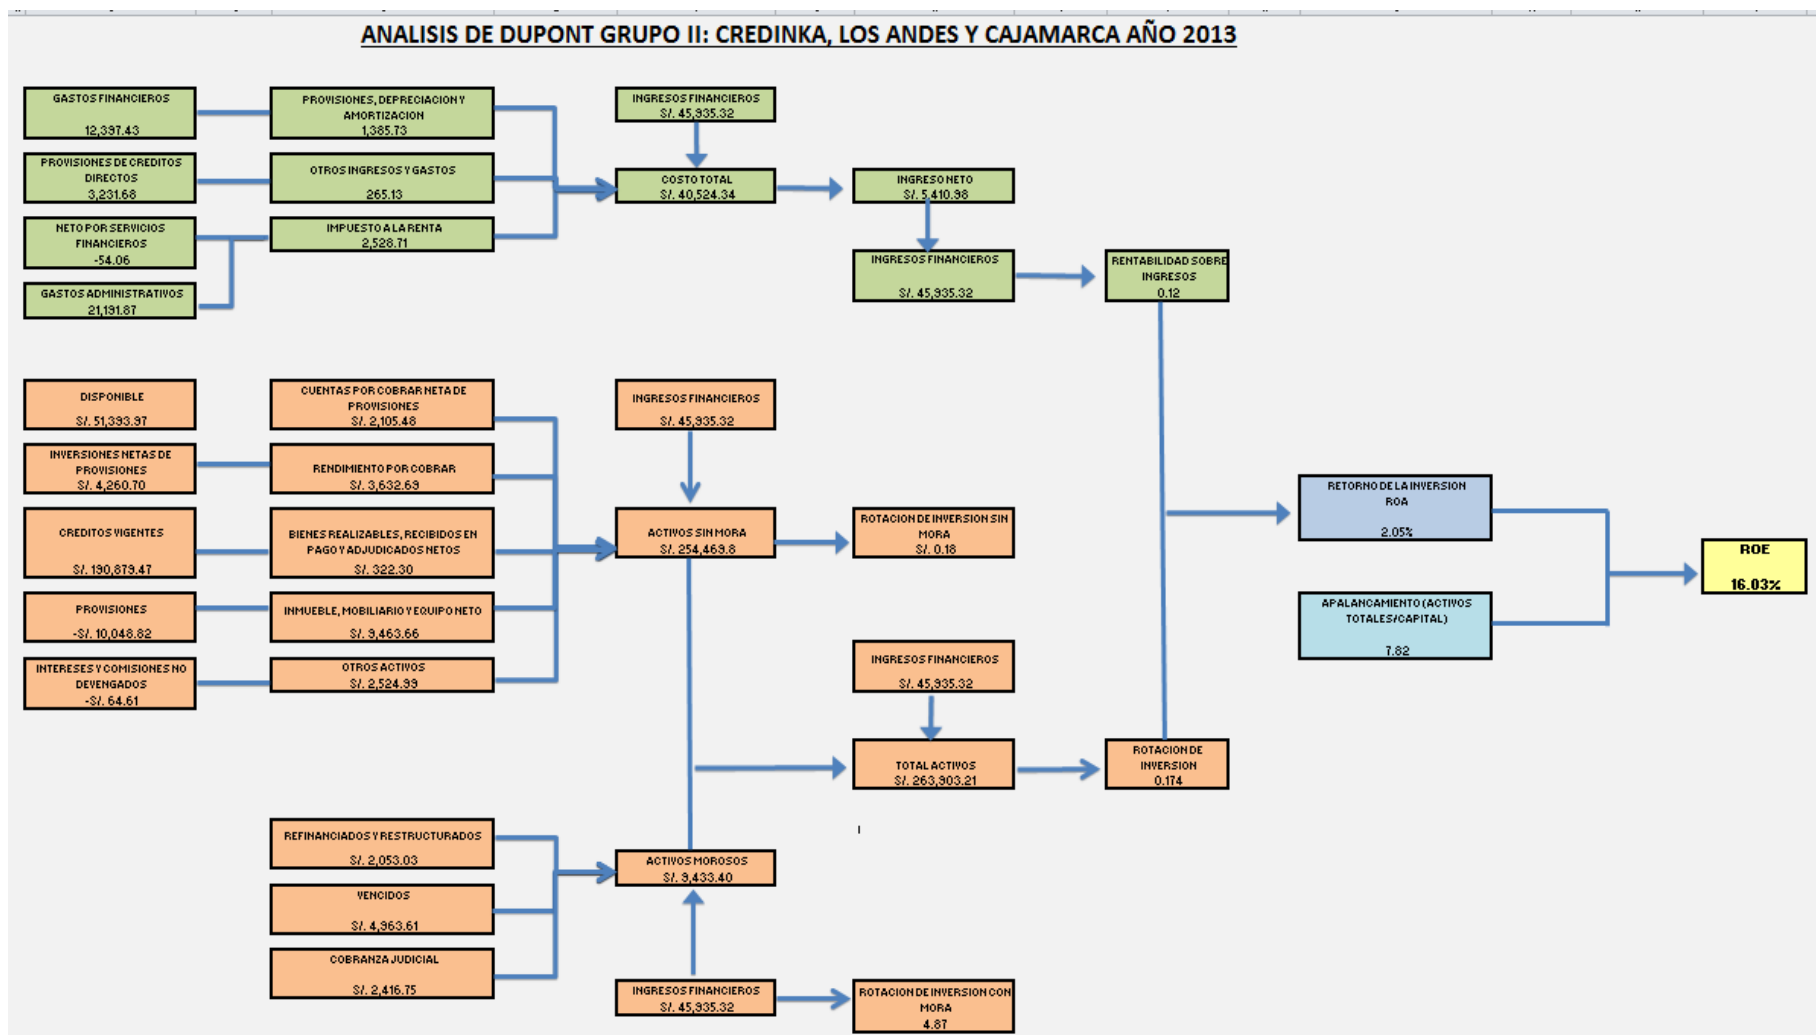 ANALISIS DE DUPONT GRUPO II: CREDINKA, LOS ANDES Y CAJAMARCA AÑO 2013
GASTOS FINANCIEROS
12,397.43
PROVISIONES, DEPRECIACION Y
AMORTIZACION
1,385.73
INGRESOS FINANCIEROS
S/. 45,935.32
PROVISIONES DE CREDITOS
DIRECTOS
3,231.68
OTROS INGRESOS Y GASTOS
265.13
COSTO TOTAL
S/. 40,524.34
INGRESO NETO
S/. 5,410.98
NETO POR SERVICIOS
FINANCIEROS
-54.06
IMPUESTO A LA RENTA
2,528.71
INGRESOS FINANCIEROS
S/. 45,935.32
RENTABILIDAD SOBRE
INGRESOS
0.12
GASTOS ADMINISTRATIVOS
21,191.87
DISPONIBLE
S/. 51,393.97
CUENTAS POR COBRAR NETA DE
PROVISIONES
S/. 2,105.48
INGRESOS FINANCIEROS
S/. 45,935.32
INVERSIONES NETAS DE
PROVISIONES
S/. 4,260.70
RENDIMIENTO POR COBRAR
S/. 3,632.69
CREDITOS VIGENTES
S/. 190,879.47
BIENES REALIZABLES, RECIBIDOS EN
PAGO Y ADJUDICADOS NETOS
S/. 322.30
ACTIVOS SIN MORA
S/. 254,469.8
ROTACION DE INVERSION SIN
MORA
S/. 0.18
RETORNO DE LA INVERSION
ROA
2.05%
ROE
16.03%
PROVISIONES
-S/. 10,048.82
INMUEBLE, MOBILIARIO Y EQUIPO NETO
S/. 9,463.66
APALANCAMIENTO (ACTIVOS
TOTALES/CAPITAL)
7.82
INTERESES Y COMISIONES NO
DEVENGADOS
-S/. 64.61
OTROS ACTIVOS
S/. 2,524.99
INGRESOS FINANCIEROS
S/. 45,935.32
TOTAL ACTIVOS
S/. 263,903.21
ROTACION DE
INVERSION
0.174
REFINANCIADOS Y RESTRUCTURADOS
S/. 2,053.03
ACTIVOS MOROSOS
S/. 9,433.40
VENCIDOS
S/. 4,963.61
COBRANZA JUDICIAL
S/. 2,416.75
INGRESOS FINANCIEROS
S/. 45,935.32
ROTACION DE INVERSION CON
MORA
4.87